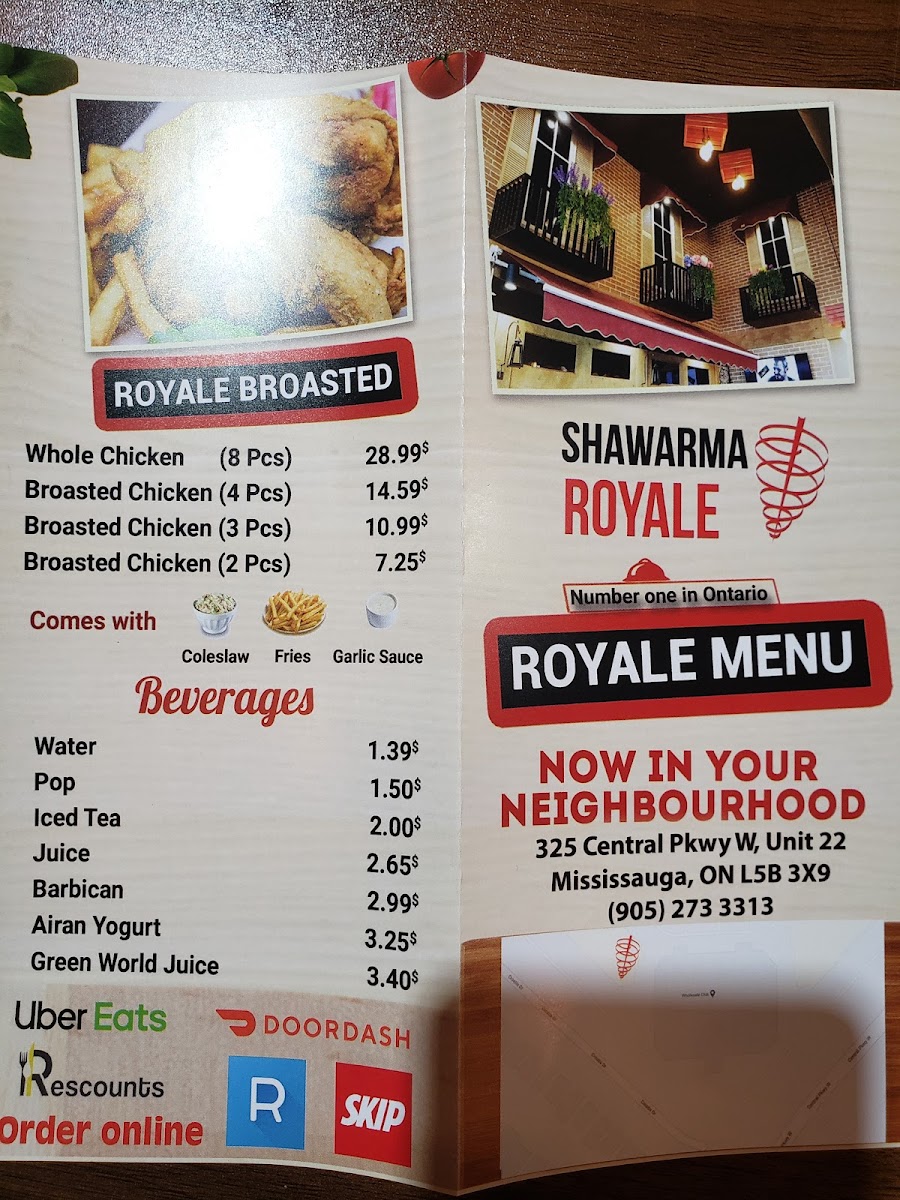 ROYALE BROASTED
Whole Chicken (8 Pcs) 28.99$
Broasted Chicken (4 Pcs) 14.59$
Broasted Chicken (3 Pcs) 10.99$
Broasted Chicken (2 Pcs) 7.25$
Comes with
Coleslaw Fries Garlic Sauce
Beverages
Water 1.39$
Pop 1.50$
Iced Tea 2.00$
Juice 2.65$
Barbican 2.99$
Airan Yogurt 3.25$
Green World Juice 3.40$
Uber Eats
DOORDASH
Rescounts
R
SKIP
Order online
SHAWARMA
ROYALE
Number one in Ontario
ROYALE MENU
NOW IN YOUR
NEIGHBOURHOOD
325 Central Pkwy W, Unit 22
Mississauga, ON L5B 3X9
(905) 273 3313